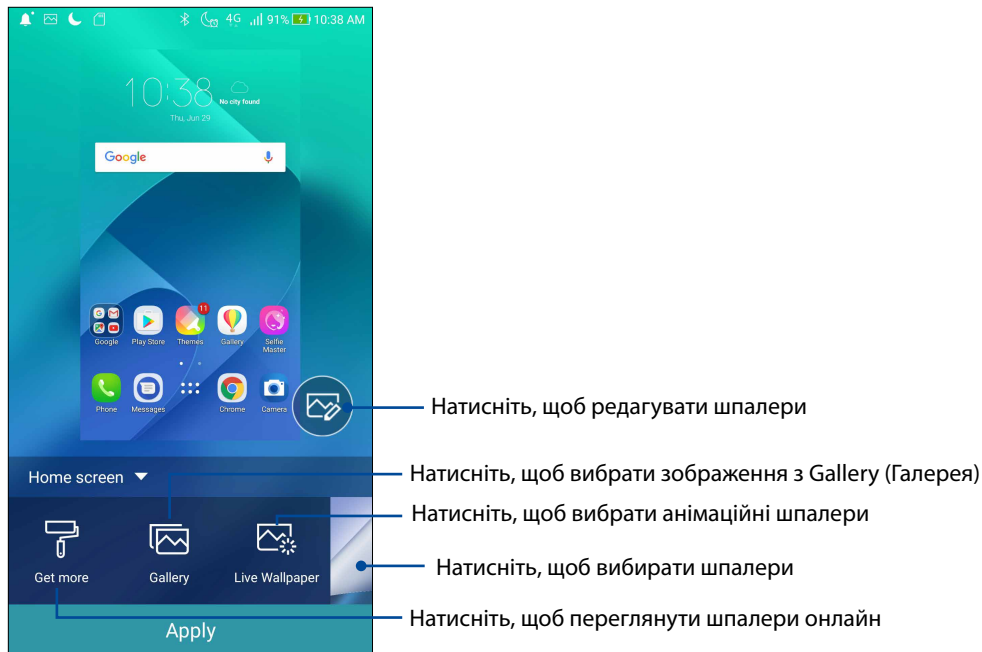 4G 91% 10:38 AM
10:38 No city found
Thu, Jun 29
Google
11
Google Play Store Themes Gallery Selfie Master
Phone Messages Chrome Camera
Натисніть, щоб редагувати шпалери
Home screen
Натисніть, щоб вибрати зображення з Gallery (Галерея)
Натисніть, щоб вибрати анімаційні шпалери
Get more Gallery Live Wallpaper
Натисніть, щоб вибирати шпалери
Натисніть, щоб переглянути шпалери онлайн
Apply